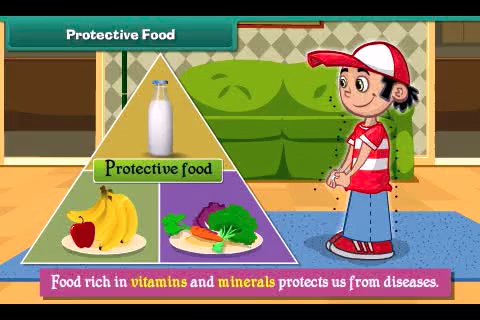 Protective Food
Protective food
Food rich in vitamins and minerals protects us from diseases.